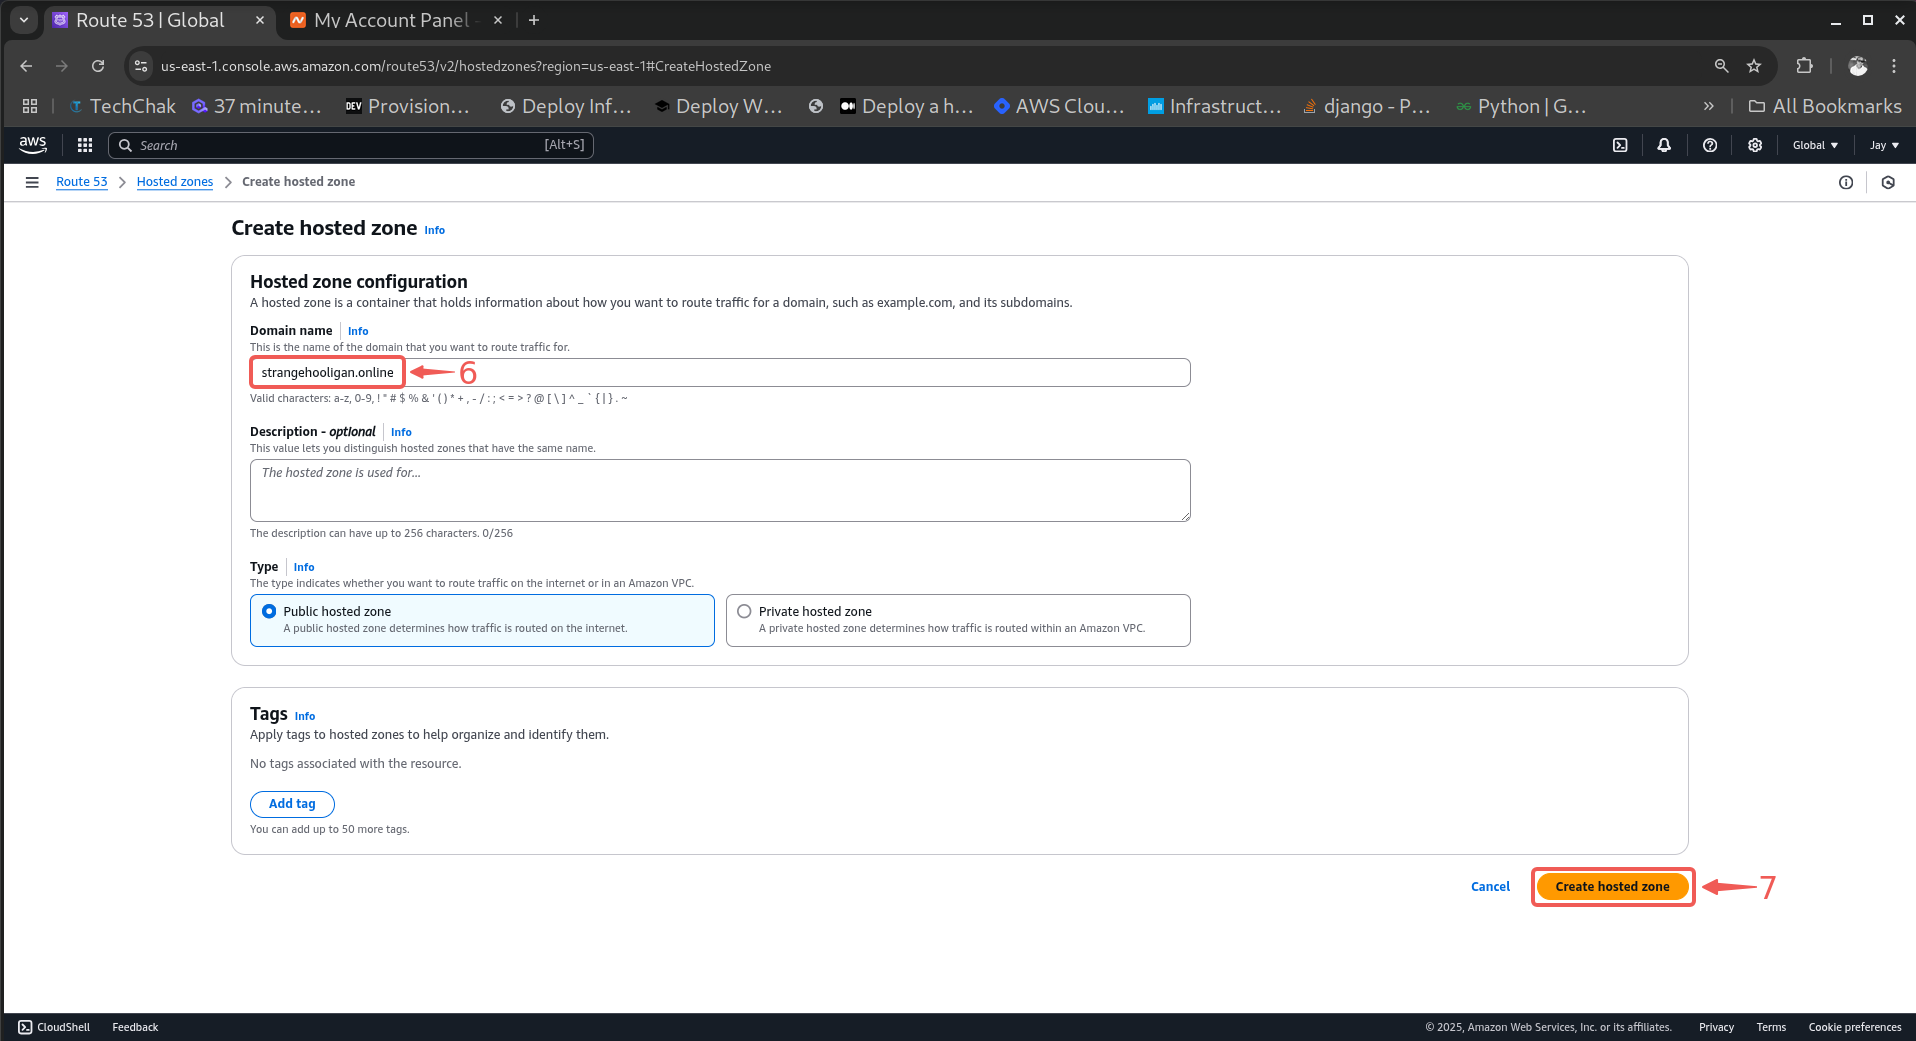 Route 53 | Global
My Account Panel -
us-east-1.console.aws.amazon.com/route53/v2/hostedzones?region=us-east-1#CreateHostedZone
TechChak
37 minute...
DEV Provision...
Deploy Inf...
Deploy W...
Deploy a h...
AWS Clou...
Infrastruct...
django - P...
Python | G...
»
All Bookmarks
aws
Search
[Alt+S]
Global
Jay
Route 53 > Hosted zones > Create hosted zone
Create hosted zone Info
Hosted zone configuration
A hosted zone is a container that holds information about how you want to route traffic for a domain, such as example.com, and its subdomains.
Domain name Info
This is the name of the domain that you want to route traffic for.
strangehooligan.online
6
Valid characters: a-z, 0-9, ! " # $ % & ' ( ) * + , - / : ; < = > ? @ [ \ ] ^ _ ` { | } . ~
Description - optional Info
This value lets you distinguish hosted zones that have the same name.
The hosted zone is used for...
The description can have up to 256 characters. 0/256
Type Info
The type indicates whether you want to route traffic on the internet or in an Amazon VPC.
Public hosted zone
A public hosted zone determines how traffic is routed on the internet.
Private hosted zone
A private hosted zone determines how traffic is routed within an Amazon VPC.
Tags Info
Apply tags to hosted zones to help organize and identify them.
No tags associated with the resource.
Add tag
You can add up to 50 more tags.
Cancel
Create hosted zone
7
CloudShell
Feedback
© 2025, Amazon Web Services, Inc. or its affiliates.
Privacy
Terms
Cookie preferences